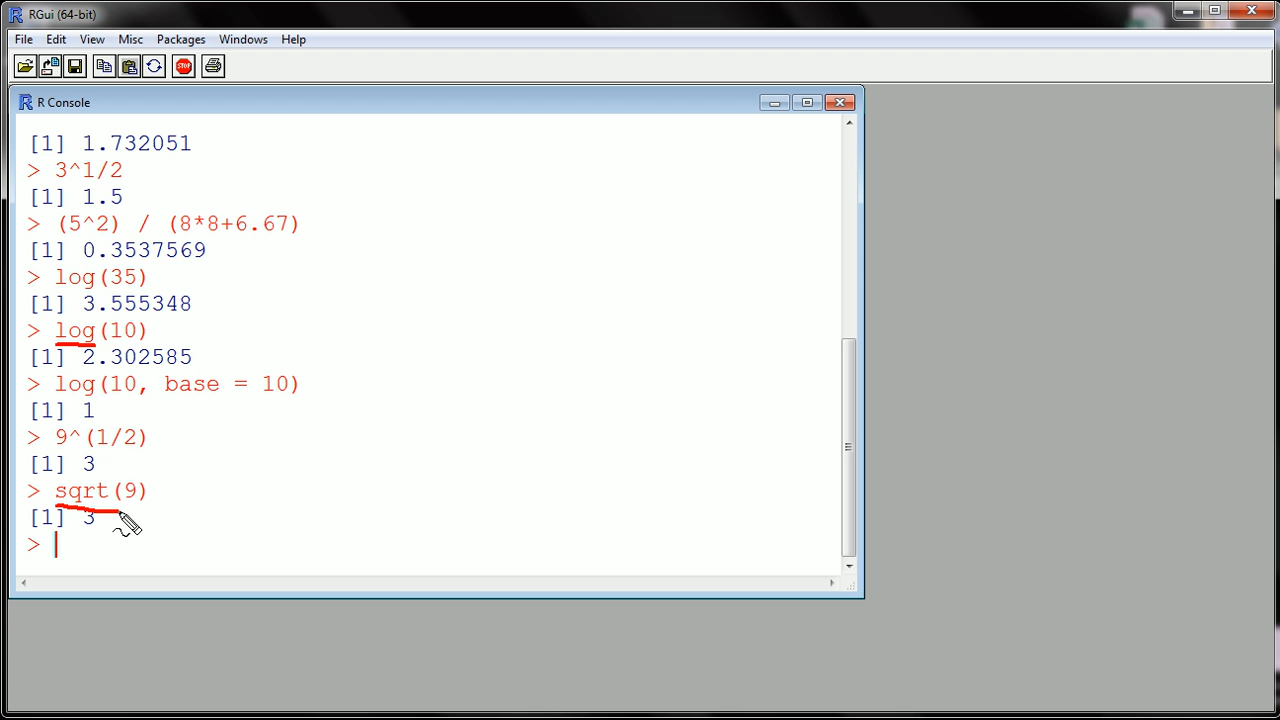 RGui (64-bit)
File Edit View Misc Packages Windows Help
STOP
R Console
[1] 1.732051
> 3^1/2
[1] 1.5
> (5^2) / (8*8+6.67)
[1] 0.3537569
> log(35)
[1] 3.555348
> log(10)
[1] 2.302585
> log(10, base = 10)
[1] 1
> 9^(1/2)
[1] 3
> sqrt(9)
[1] 3
>